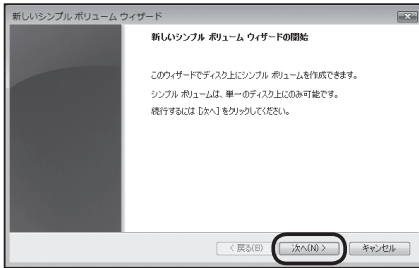 新しいシンプル ボリューム ウィザード
新しいシンプル ボリューム ウィザードの開始
このウィザードでディスク上にシンプル ボリュームを作成できます。
シンプル ボリュームは、単一のディスク上にのみ可能です。
続行するには [次へ] をクリックしてください。
< 戻る(B) 次へ(N) > キャンセル